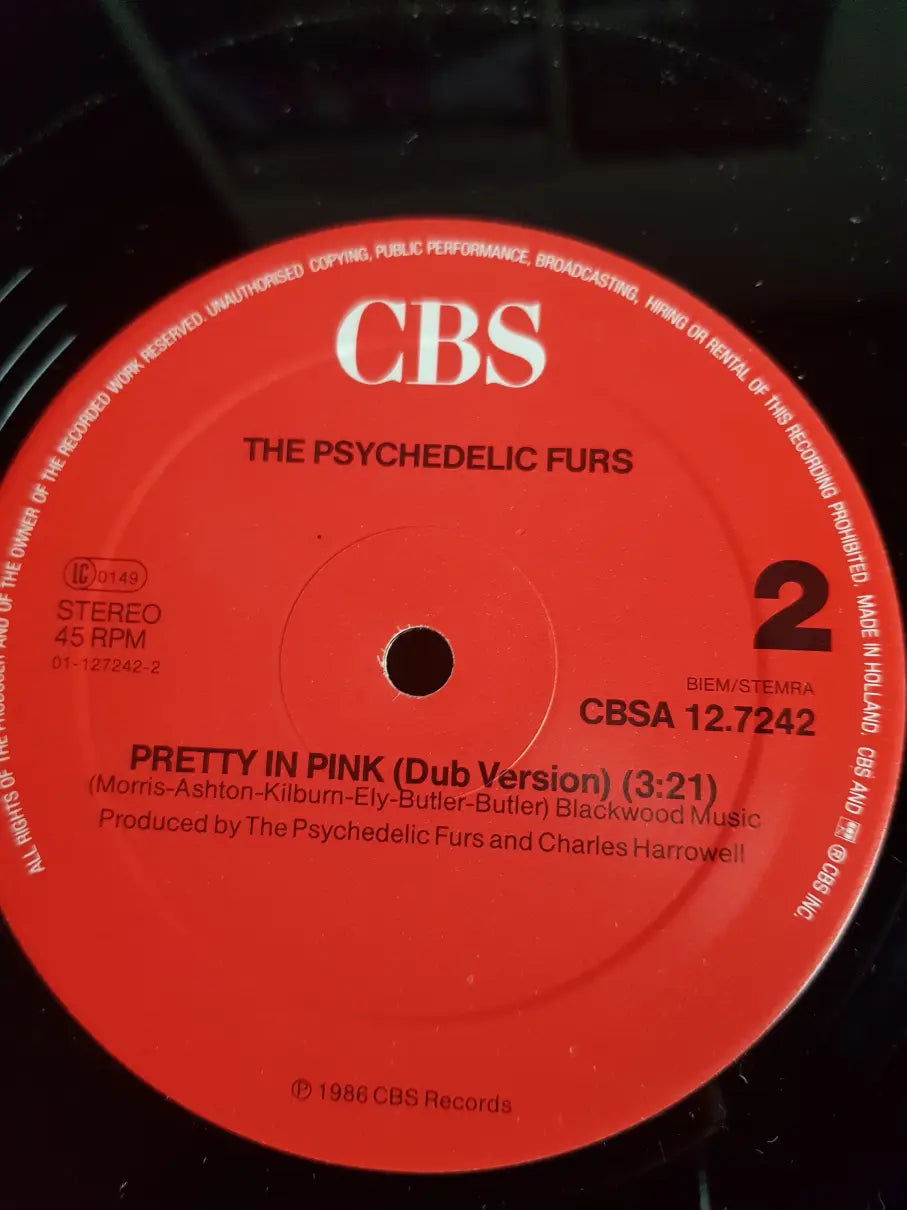 ALL RIGHTS OF THE PRODUCER AND OF THE OWNER OF THE RECORDED WORK RESERVED. UNAUTHORISED COPYING, PUBLIC PERFORMANCE, BROADCASTING, HIRING OR RENTAL OF THIS RECORDING PROHIBITED. MADE IN HOLLAND. CBS AND ℗ CBS INC.
CBS
THE PSYCHEDELIC FURS
LC 0149
STEREO
45 RPM
01-127242-2
2
BIEM/STEMRA
CBSA 12.7242
PRETTY IN PINK (Dub Version) (3:21)
(Morris-Ashton-Kilburn-Ely-Butler-Butler) Blackwood Music
Produced by The Psychedelic Furs and Charles Harrowell
℗ 1986 CBS Records